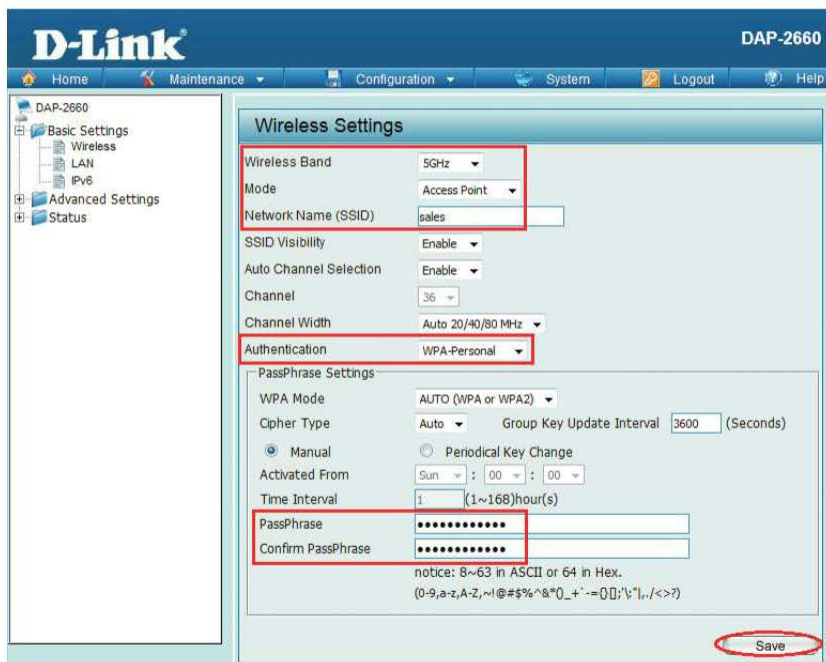 D-Link®
DAP-2660
Home Maintenance Configuration System Logout Help
DAP-2660
Basic Settings
Wireless
LAN
IPv6
Advanced Settings
Status
Wireless Settings
Wireless Band 5GHz
Mode Access Point
Network Name (SSID) sales
SSID Visibility Enable
Auto Channel Selection Enable
Channel 36
Channel Width Auto 20/40/80 MHz
Authentication WPA-Personal
PassPhrase Settings
WPA Mode AUTO (WPA or WPA2)
Cipher Type Auto Group Key Update Interval 3600 (Seconds)
Manual Periodical Key Change
Activated From Sun : 00 : 00
Time Interval 1 (1~168)hour(s)
PassPhrase ••••••••••••
Confirm PassPhrase ••••••••••••
notice: 8~63 in ASCII or 64 in Hex.
(0-9,a-z,A-Z,~!@#$%^&*()_+`-={}[];'\:"|,./<>?)
Save